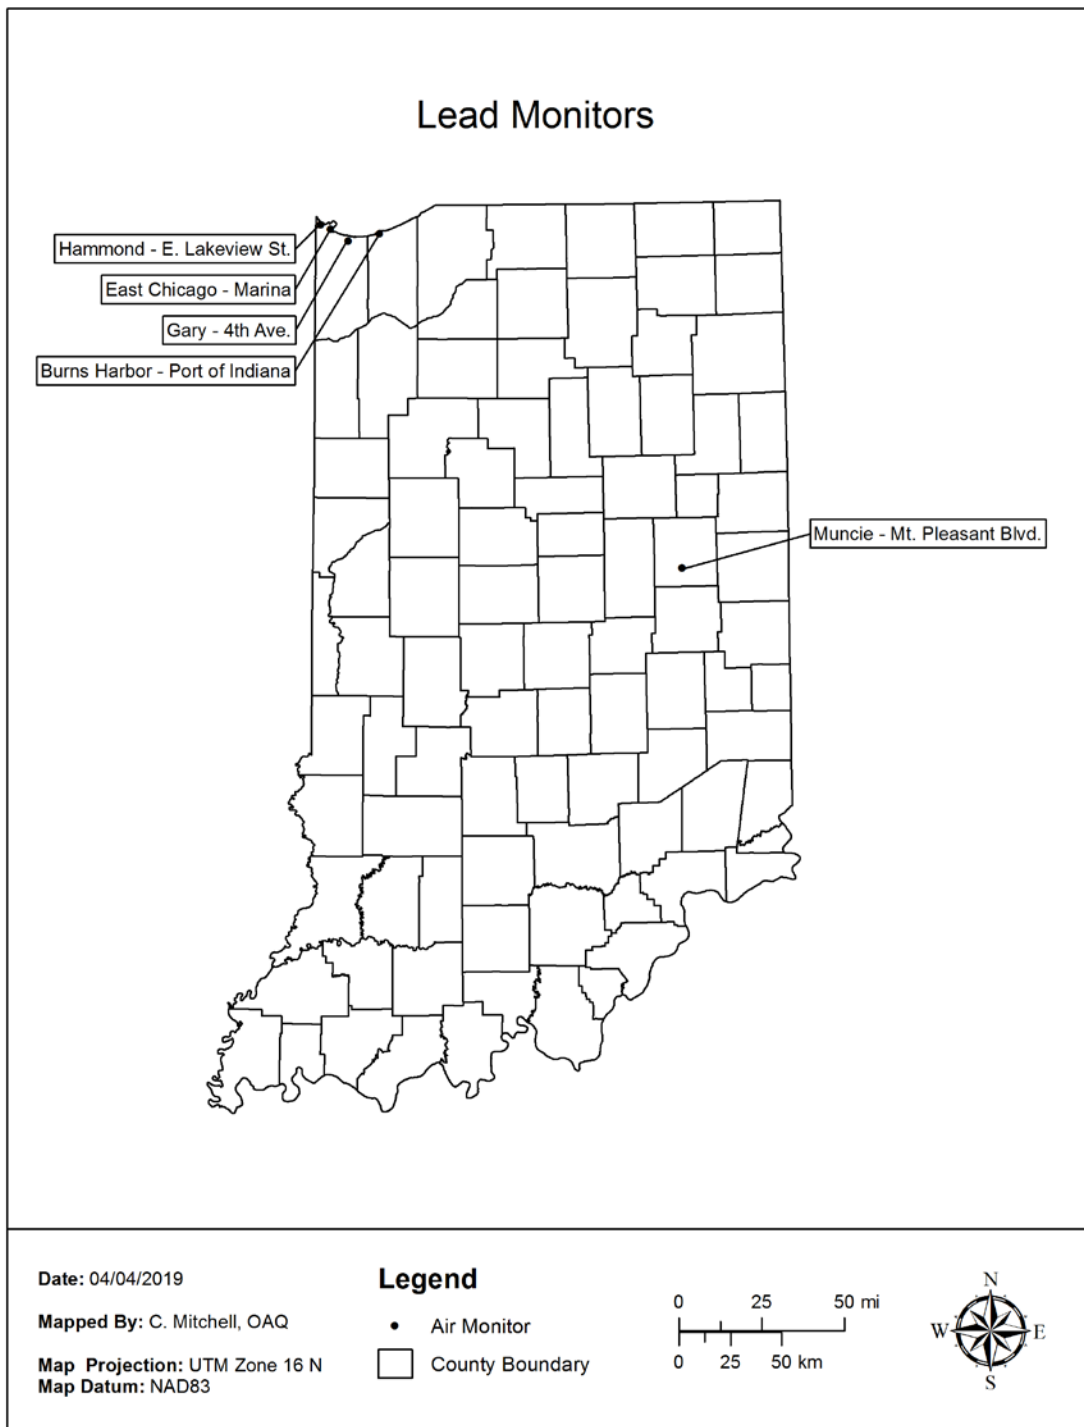 Lead Monitors
Hammond - E. Lakeview St.
East Chicago - Marina
Gary - 4th Ave.
Burns Harbor - Port of Indiana
Muncie - Mt. Pleasant Blvd.
Date: 04/04/2019
Mapped By: C. Mitchell, OAQ
Map Projection: UTM Zone 16 N
Map Datum: NAD83
Legend
Air Monitor
County Boundary
0 25 50 mi
0 25 50 km
N
W E
S